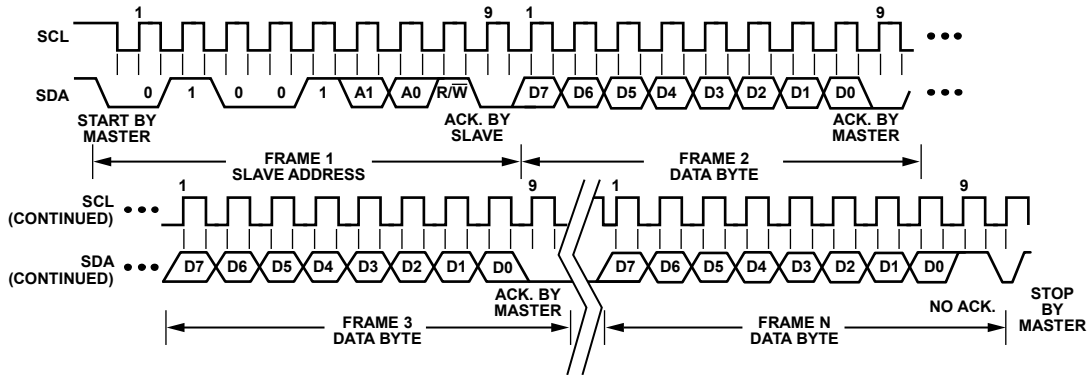 1 9 1 9
SCL
SDA 0 1 0 0 1 A1 A0 R/W̅ D7 D6 D5 D4 D3 D2 D1 D0
START BY
MASTER
ACK. BY
SLAVE
ACK. BY
MASTER
FRAME 1
SLAVE ADDRESS
FRAME 2
DATA BYTE
1 9 1 9
SCL
(CONTINUED)
SDA
(CONTINUED)
D7 D6 D5 D4 D3 D2 D1 D0 D7 D6 D5 D4 D3 D2 D1 D0
ACK. BY
MASTER
NO ACK.
STOP
BY
MASTER
FRAME 3
DATA BYTE
FRAME N
DATA BYTE